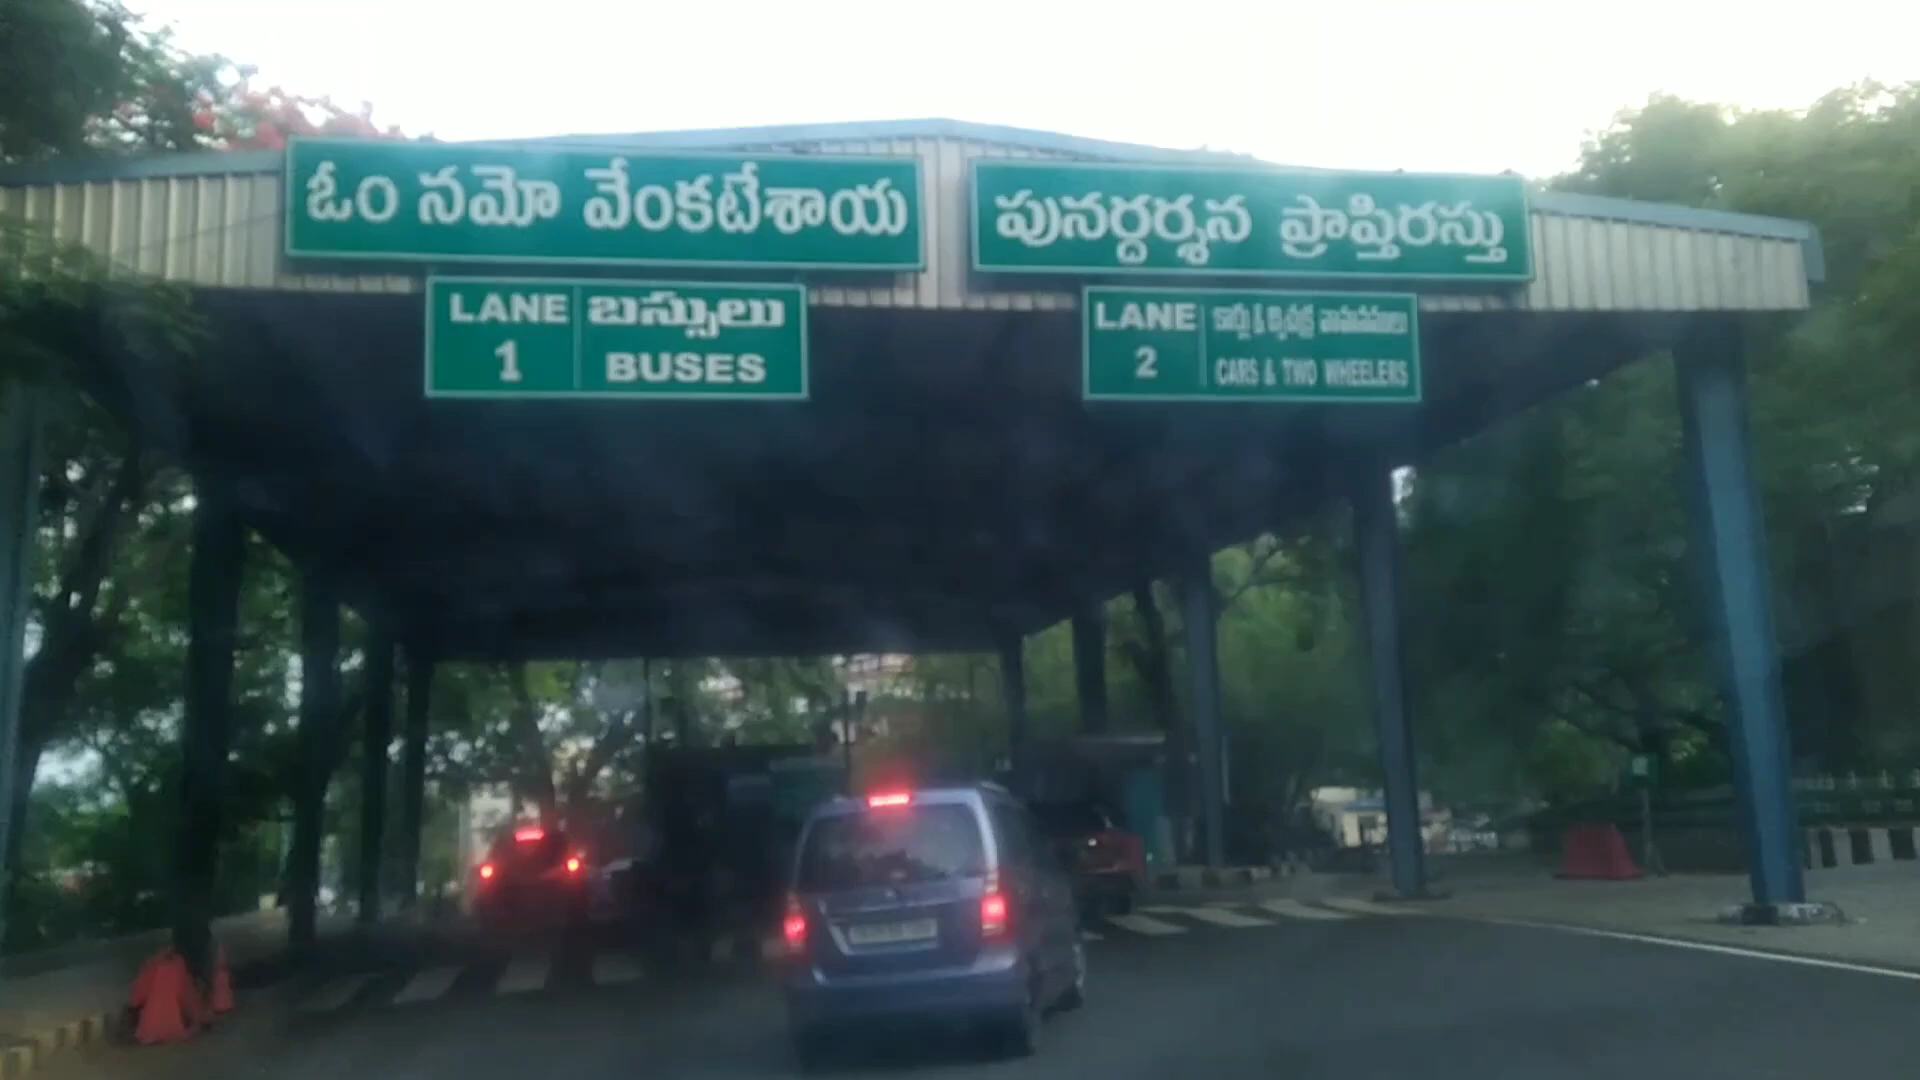 ఓం నమో వేంకటేశాయ
పునర్దర్శన ప్రాప్తిరస్తు
LANE 1
బస్సులు
BUSES
LANE 2
CARS & TWO WHEELERS